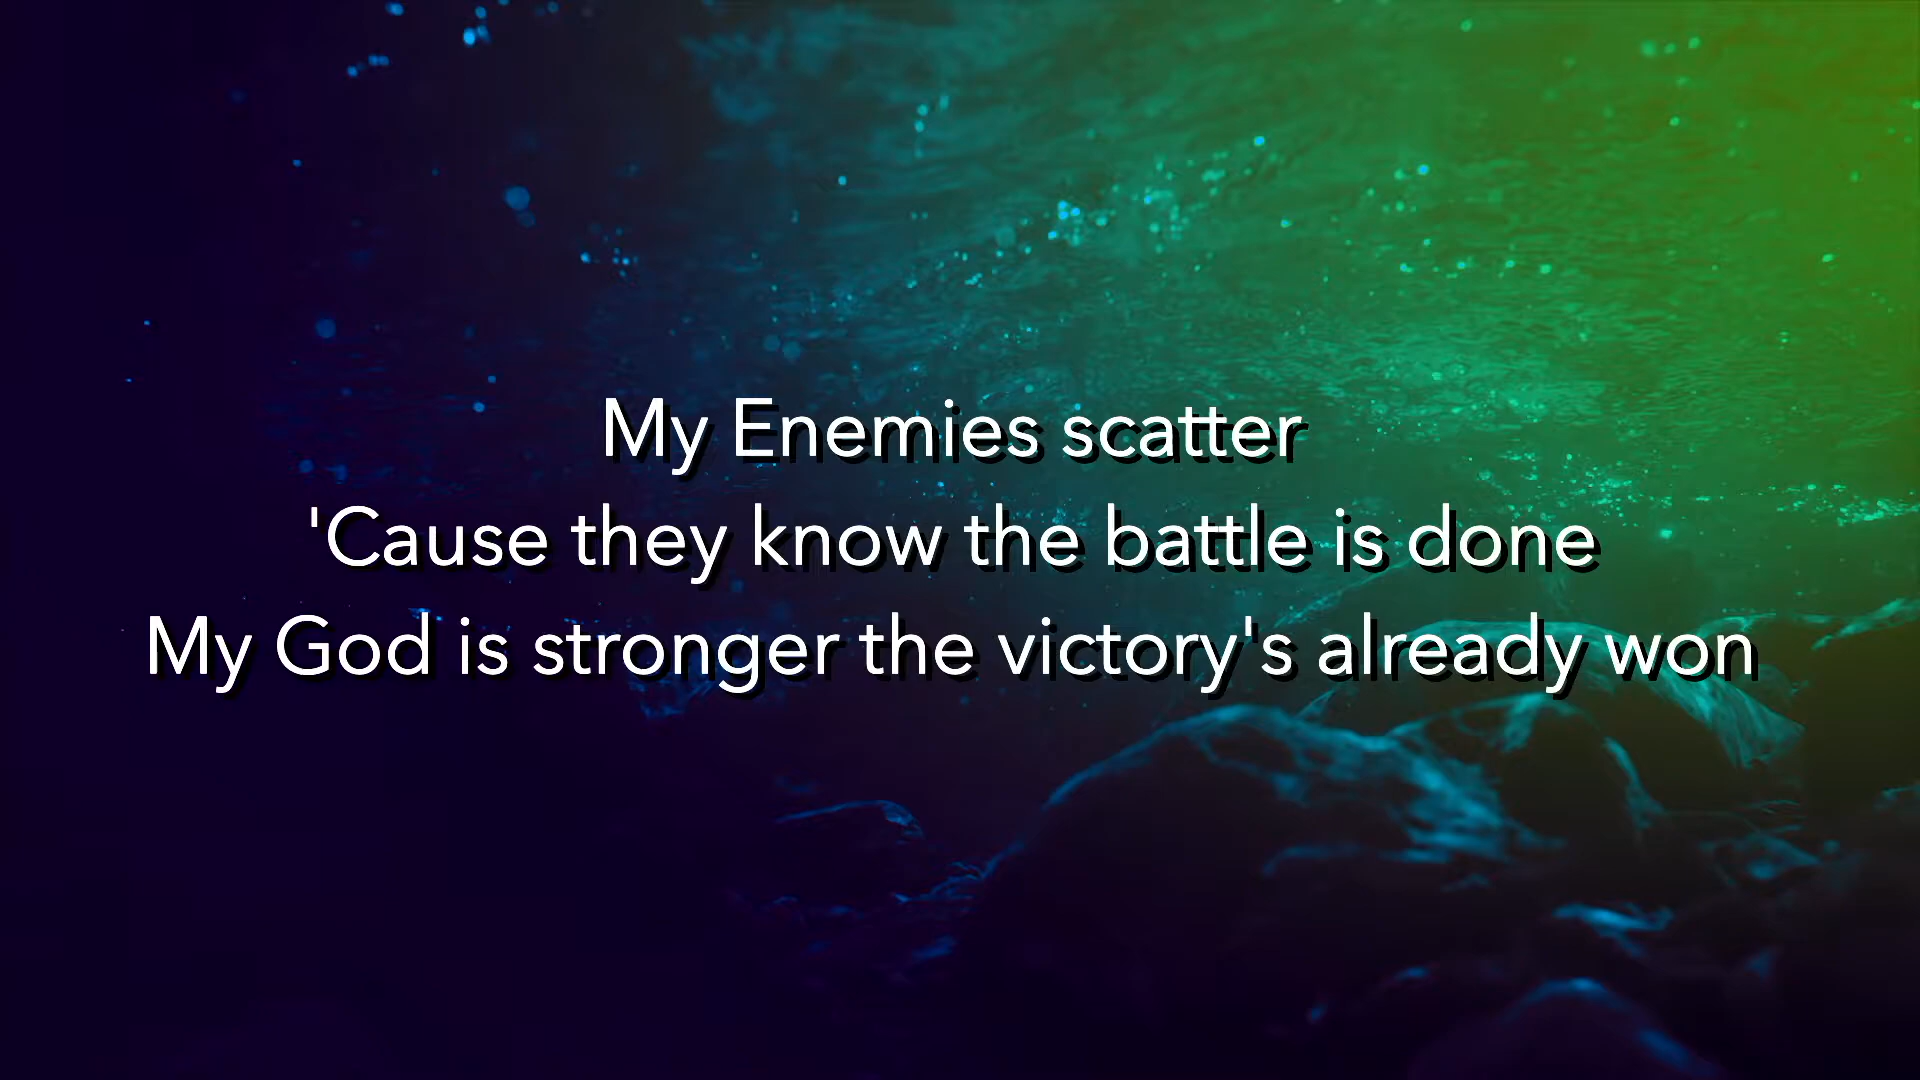 My Enemies scatter
'Cause they know the battle is done
My God is stronger the victory's already won